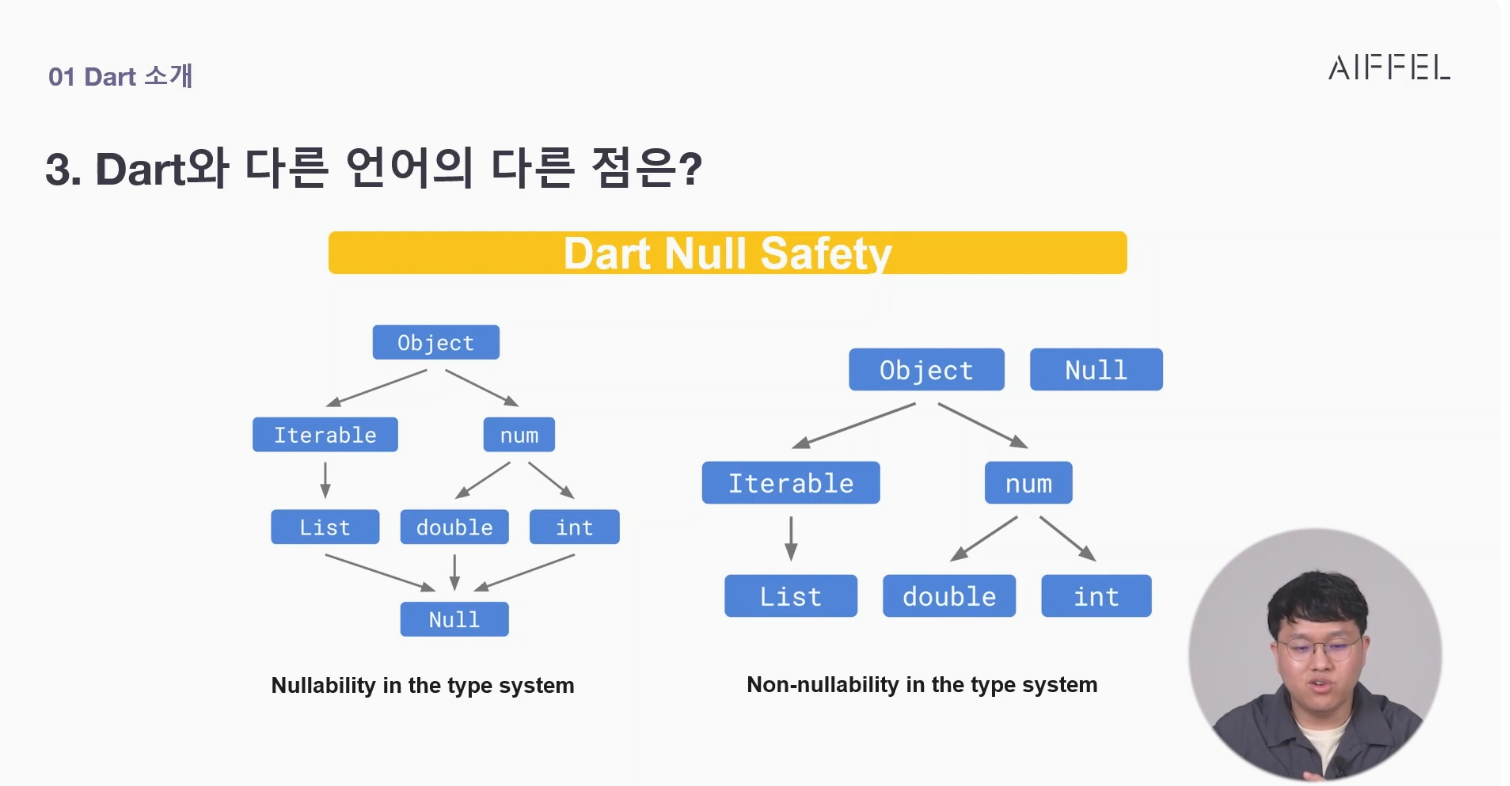 01 Dart 소개
AIFFEL
3. Dart와 다른 언어의 다른 점은?
Dart Null Safety
Object
Iterable
num
List
double
int
Null
Nullability in the type system
Object
Null
Iterable
num
List
double
int
Non-nullability in the type system